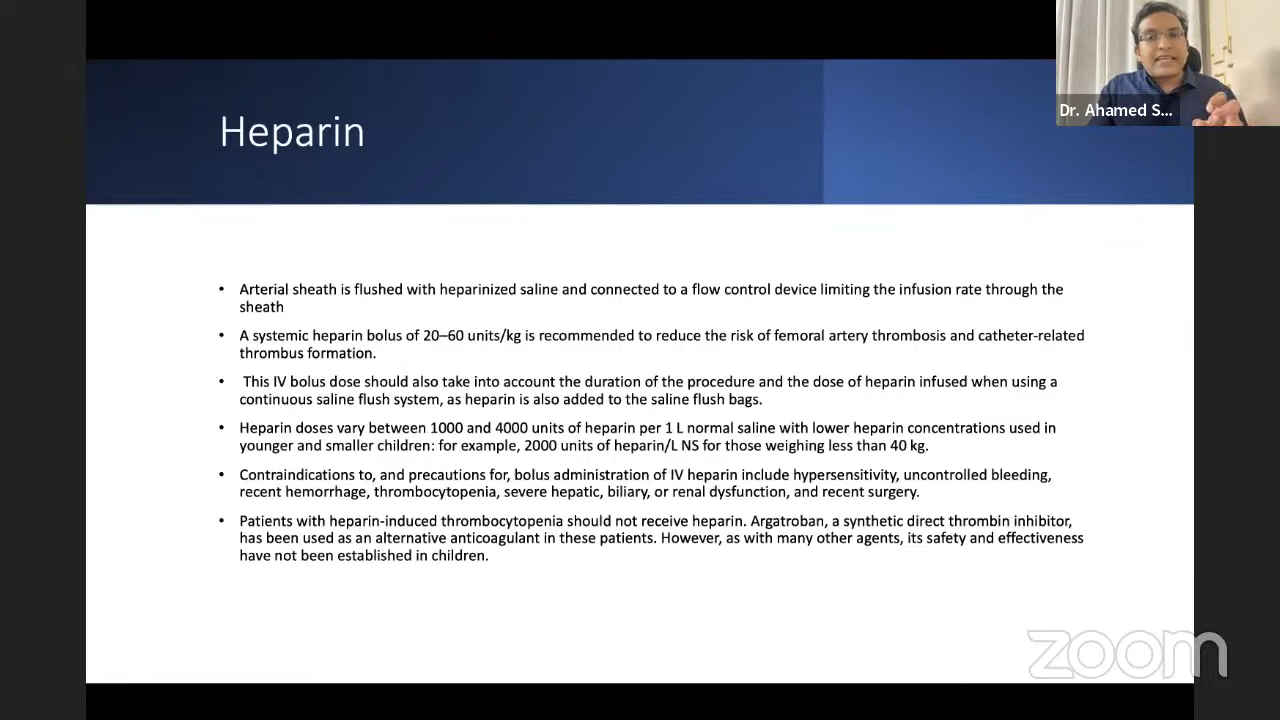 Dr. Ahamed S...
Heparin
• Arterial sheath is flushed with heparinized saline and connected to a flow control device limiting the infusion rate through the
sheath
• A systemic heparin bolus of 20–60 units/kg is recommended to reduce the risk of femoral artery thrombosis and catheter-related
thrombus formation.
• This IV bolus dose should also take into account the duration of the procedure and the dose of heparin infused when using a
continuous saline flush system, as heparin is also added to the saline flush bags.
• Heparin doses vary between 1000 and 4000 units of heparin per 1 L normal saline with lower heparin concentrations used in
younger and smaller children: for example, 2000 units of heparin/L NS for those weighing less than 40 kg.
• Contraindications to, and precautions for, bolus administration of IV heparin include hypersensitivity, uncontrolled bleeding,
recent hemorrhage, thrombocytopenia, severe hepatic, biliary, or renal dysfunction, and recent surgery.
• Patients with heparin-induced thrombocytopenia should not receive heparin. Argatroban, a synthetic direct thrombin inhibitor,
has been used as an alternative anticoagulant in these patients. However, as with many other agents, its safety and effectiveness
have not been established in children.
zoom